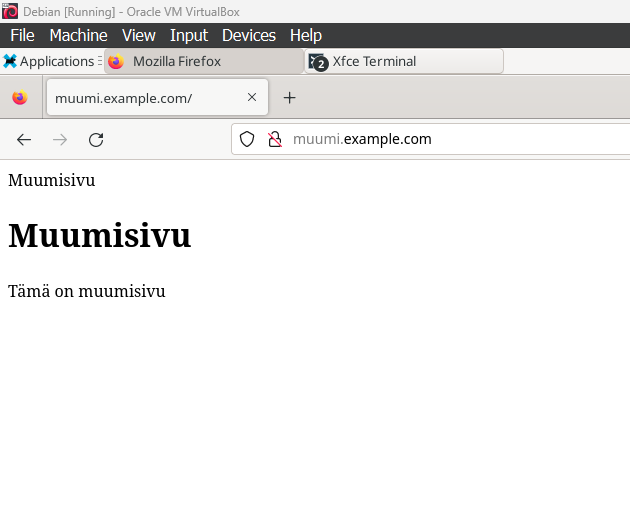 Debian [Running] - Oracle VM VirtualBox
File Machine View Input Devices Help
Applications Mozilla Firefox 2 Xfce Terminal
muumi.example.com/
muumi.example.com
Muumisivu
Muumisivu
Tämä on muumisivu